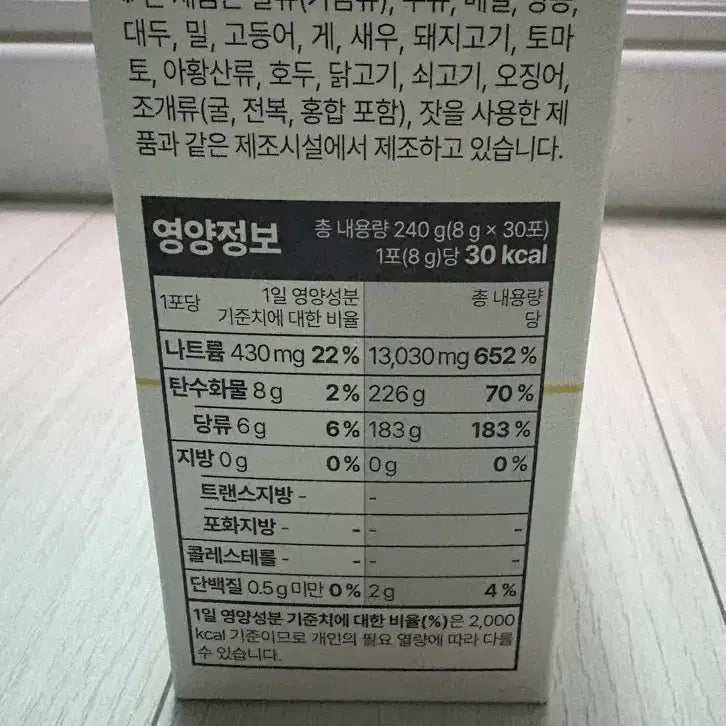 대두, 밀, 고등어, 게, 새우, 돼지고기, 토마
토, 아황산류, 호두, 닭고기, 쇠고기, 오징어,
조개류(굴, 전복, 홍합 포함), 잣을 사용한 제
품과 같은 제조시설에서 제조하고 있습니다.
영양정보
총 내용량 240 g(8 g × 30포)
1포(8 g)당 30 kcal
1포당 1일 영양성분 기준치에 대한 비율 총 내용량 당
나트륨 430 mg 22 % 13,030 mg 652 %
탄수화물 8 g 2 % 226 g 70 %
당류 6 g 6 % 183 g 183 %
지방 0 g 0 % 0 g 0 %
트랜스지방 - -
포화지방 - - - -
콜레스테롤 - - - -
단백질 0.5 g 미만 0 % 2 g 4 %
1일 영양성분 기준치에 대한 비율(%)은 2,000
kcal 기준이므로 개인의 필요 열량에 따라 다를
수 있습니다.